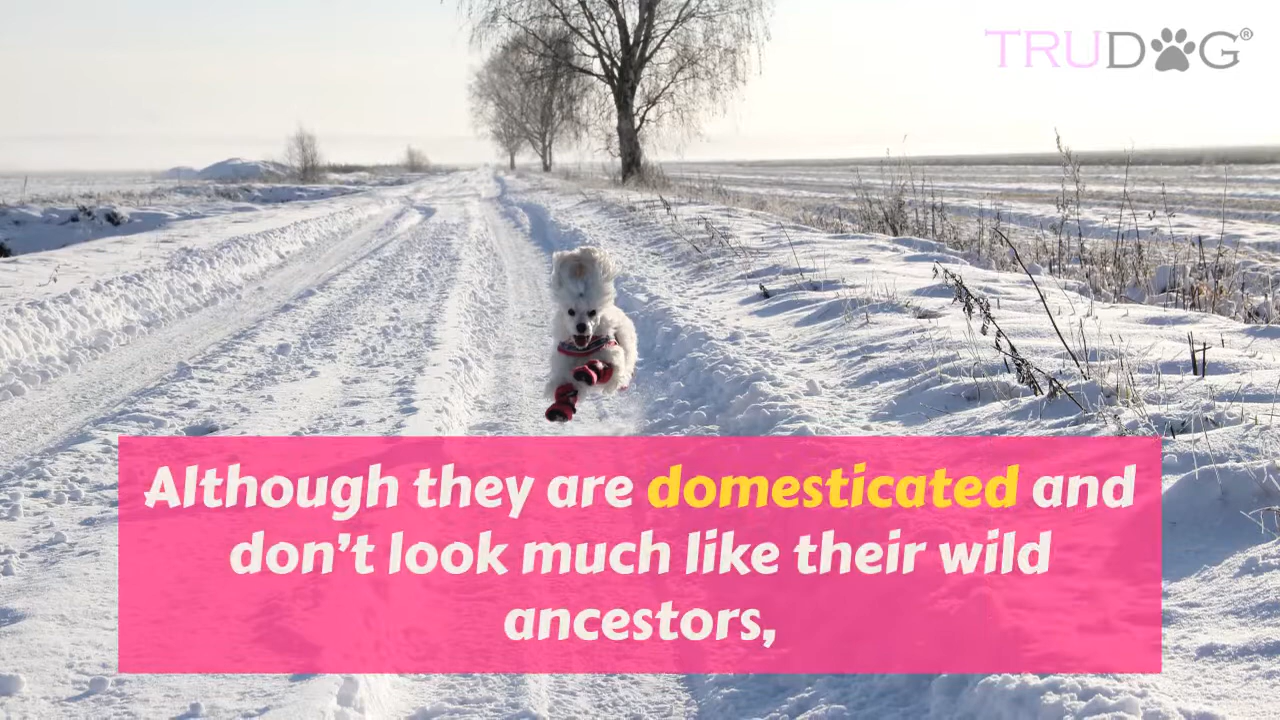 TRUDOG®
Although they are domesticated and
don't look much like their wild
ancestors,